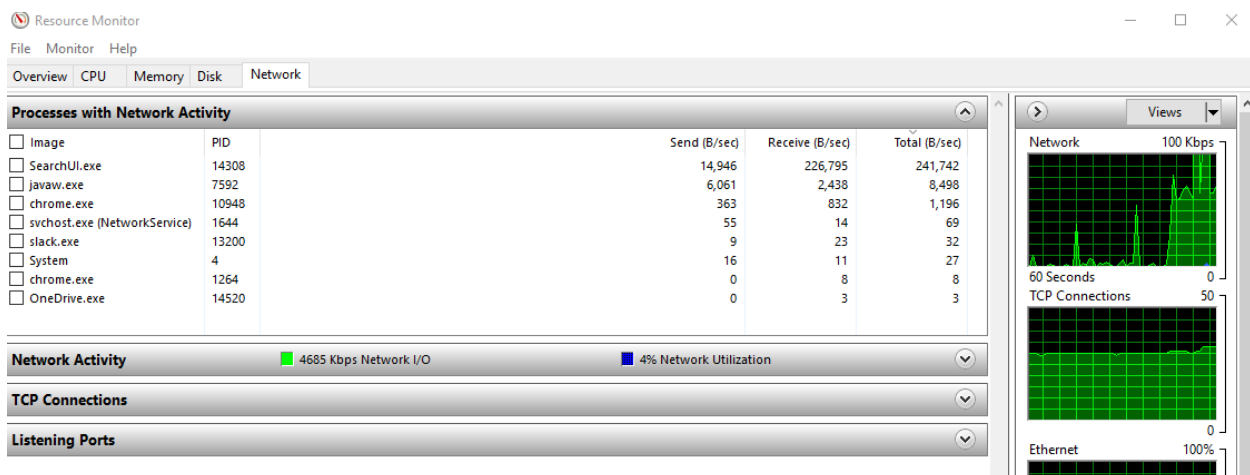 Resource Monitor
File Monitor Help
Overview CPU Memory Disk Network
Processes with Network Activity
Image PID Send (B/sec) Receive (B/sec) Total (B/sec)
SearchUI.exe 14308 14,946 226,795 241,742
javaw.exe 7592 6,061 2,438 8,498
chrome.exe 10948 363 832 1,196
svchost.exe (NetworkService) 1644 55 14 69
slack.exe 13200 9 23 32
System 4 16 11 27
chrome.exe 1264 0 8 8
OneDrive.exe 14520 0 3 3
Network Activity 4685 Kbps Network I/O 4% Network Utilization
TCP Connections
Listening Ports
Views
Network 100 Kbps
60 Seconds 0
TCP Connections 50
0
Ethernet 100%